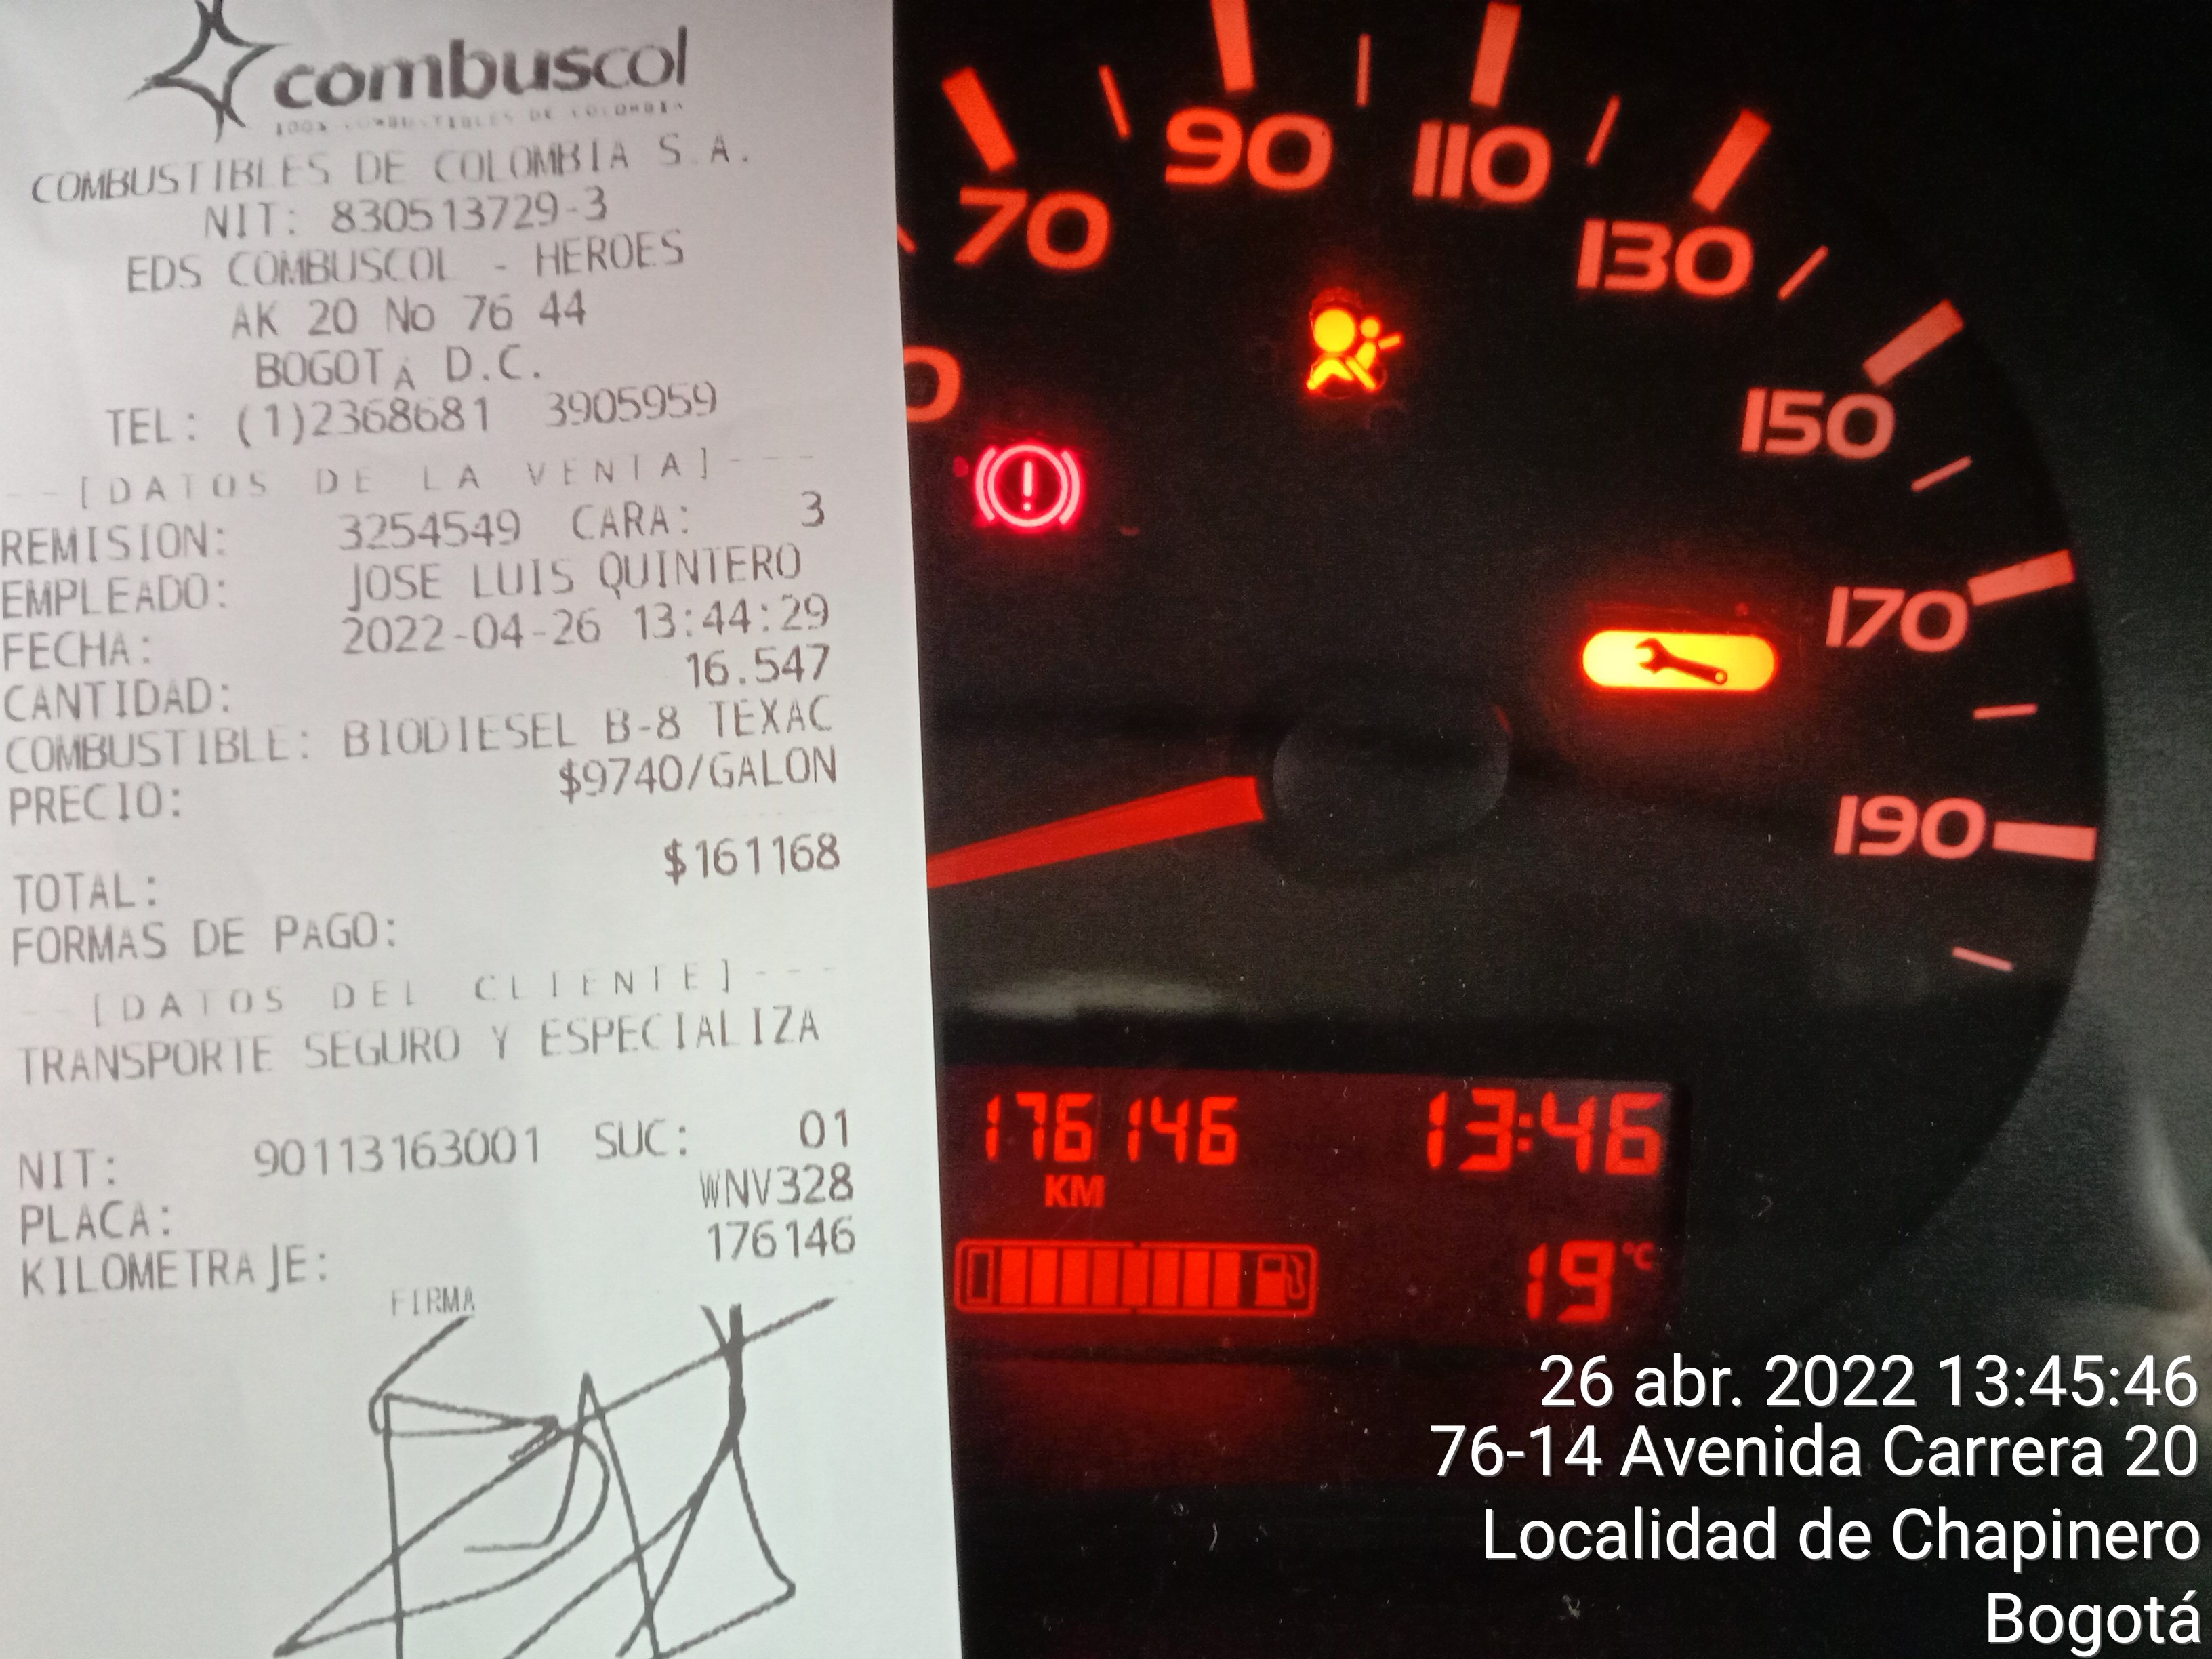 combuscol
100% COMBUSTIBLES DE COLOMBIA
COMBUSTIBLES DE COLOMBIA S.A.
NIT: 830513729-3
EDS COMBUSCOL - HEROES
AK 20 No 76 44
BOGOTÁ D.C.
TEL: (1)2368681 3905959
--[DATOS DE LA VENTA]---
REMISION: 3254549 CARA: 3
EMPLEADO: JOSE LUIS QUINTERO
FECHA: 2022-04-26 13:44:29
CANTIDAD: 16.547
COMBUSTIBLE: BIODIESEL B-8 TEXAC
PRECIO: $9740/GALON
TOTAL: $161168
FORMAS DE PAGO:
--[DATOS DEL CLIENTE]---
TRANSPORTE SEGURO Y ESPECIALIZA
NIT: 90113163001 SUC: 01
PLACA: WNV328
KILOMETRAJE: 176146
FIRMA
70
90
110
130
150
170
190
176146 13:46
KM
19°C
26 abr. 2022 13:45:46
76-14 Avenida Carrera 20
Localidad de Chapinero
Bogotá